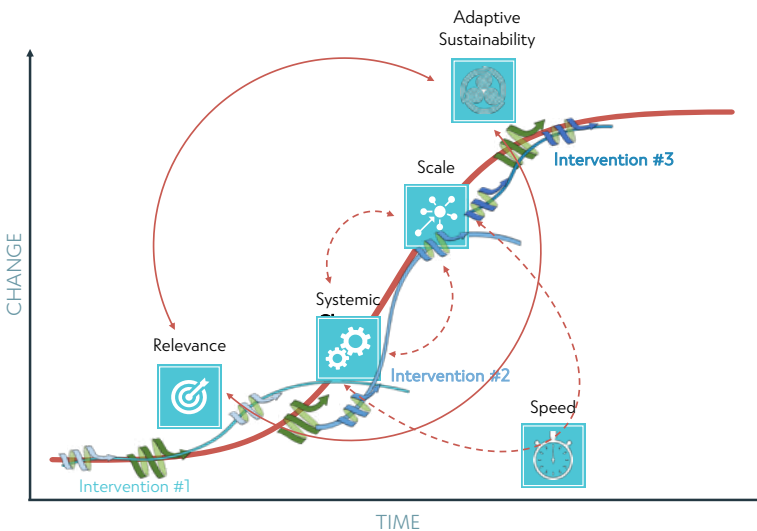 Adaptive
Sustainability
Scale
Intervention #3
CHANGE
Systemic
Relevance
Intervention #2
Speed
Intervention #1
TIME